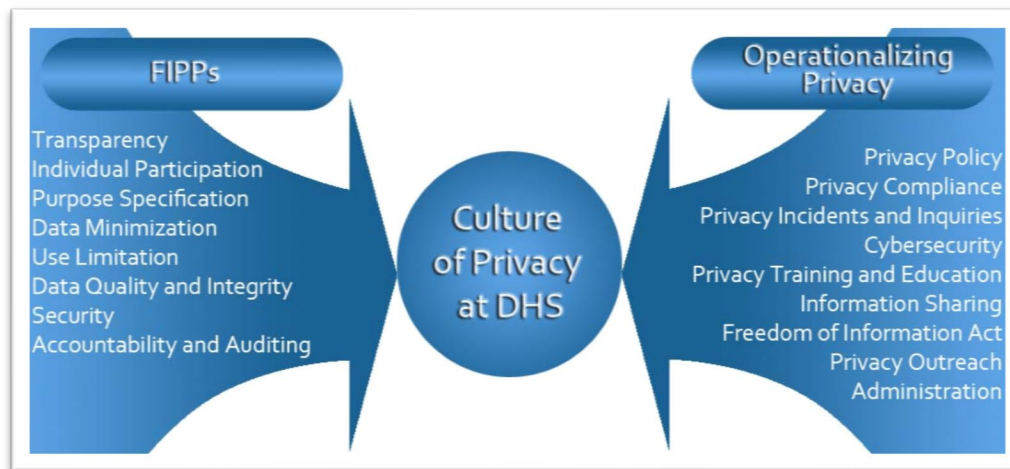 FIPPs
Transparency
Individual Participation
Purpose Specification
Data Minimization
Use Limitation
Data Quality and Integrity
Security
Accountability and Auditing
Culture
of Privacy
at DHS
Operationalizing
Privacy
Privacy Policy
Privacy Compliance
Privacy Incidents and Inquiries
Cybersecurity
Privacy Training and Education
Information Sharing
Freedom of Information Act
Privacy Outreach
Administration